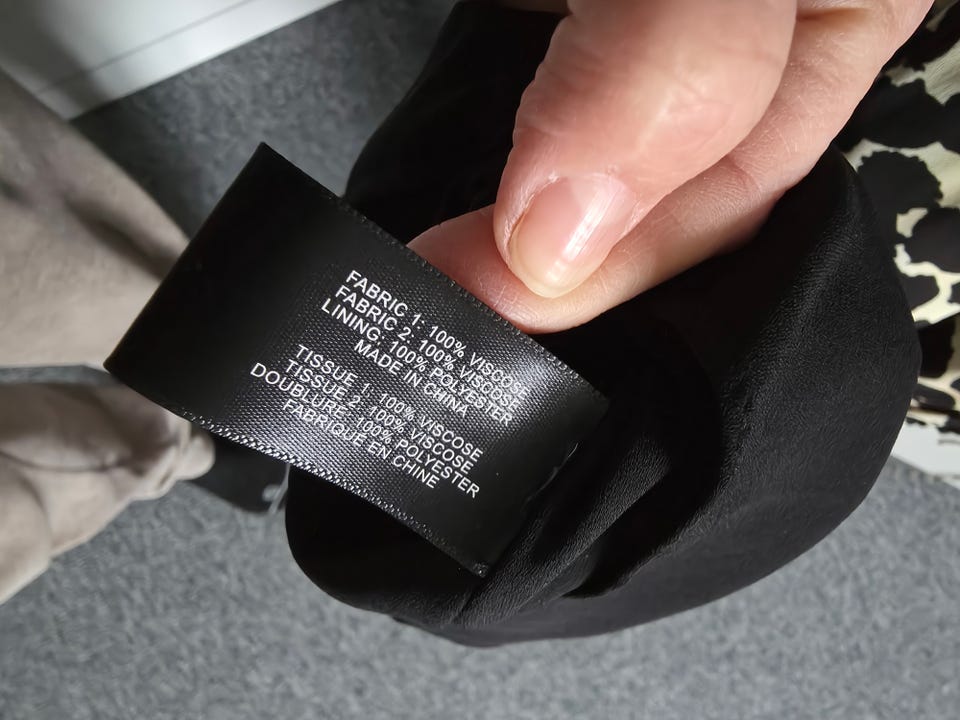 FABRIC 1: 100% VISCOSE
FABRIC 2: 100% VISCOSE
LINING: 100% POLYESTER
MADE IN CHINA
TISSUE 1: 100% VISCOSE
TISSUE 2: 100% VISCOSE
DOUBLURE: 100% POLYESTER
FABRIQUE EN CHINE